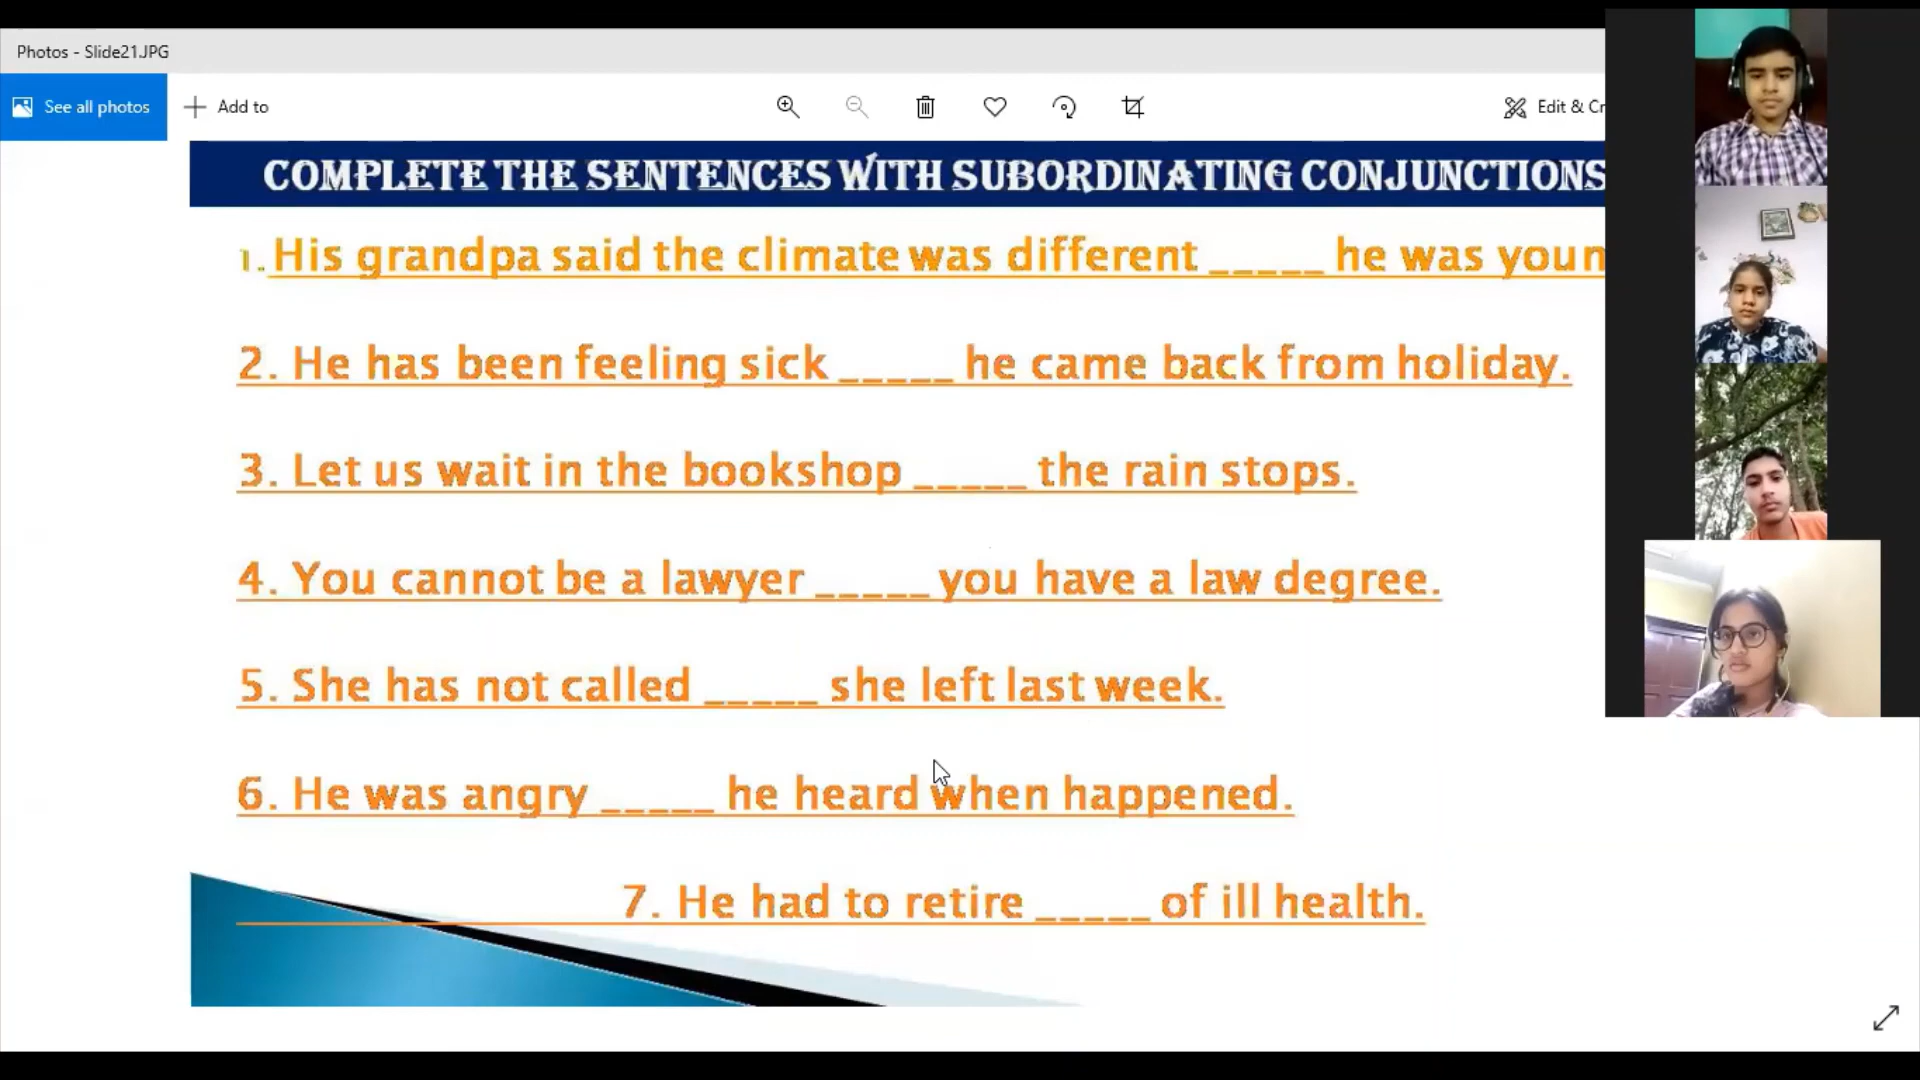 Photos - Slide21.JPG
See all photos
Add to
Edit & Cr
COMPLETE THE SENTENCES WITH SUBORDINATING CONJUNCTIONS
1. His grandpa said the climate was different _____ he was youn
2. He has been feeling sick _____ he came back from holiday.
3. Let us wait in the bookshop _____ the rain stops.
4. You cannot be a lawyer _____ you have a law degree.
5. She has not called _____ she left last week.
6. He was angry _____ he heard when happened.
7. He had to retire _____ of ill health.